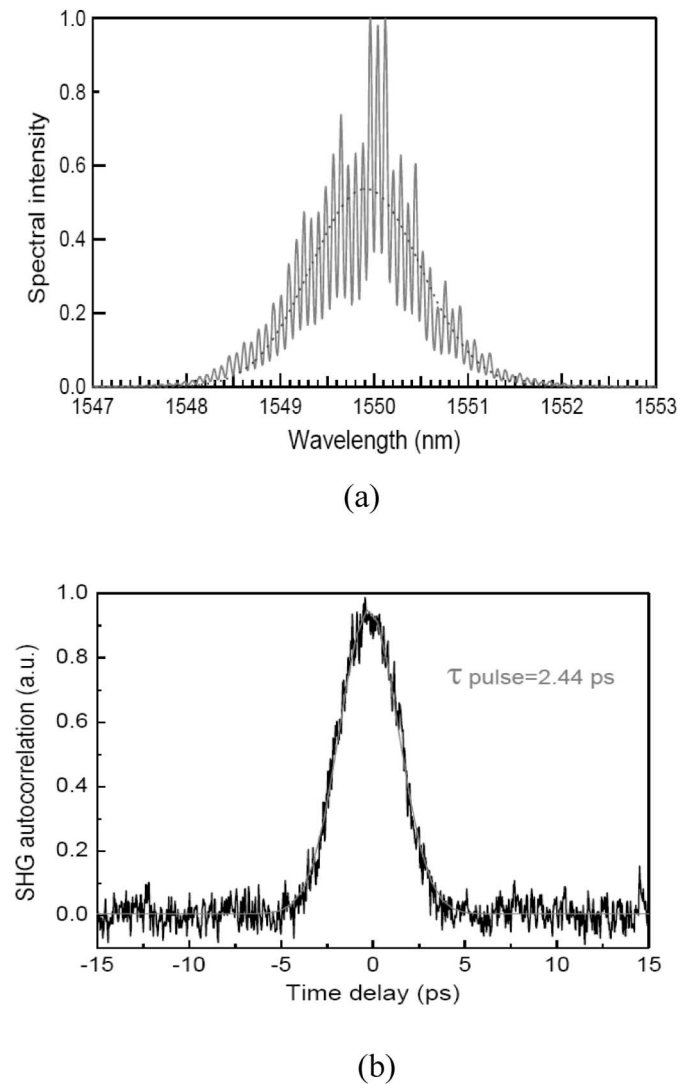 1.0
0.8
0.6
0.4
0.2
0.0
Spectral intensity
1547 1548 1549 1550 1551 1552 1553
Wavelength (nm)
(a)
1.0
0.8
0.6
0.4
0.2
0.0
SHG autocorrelation (a.u.)
τ pulse=2.44 ps
-15 -10 -5 0 5 10 15
Time delay (ps)
(b)